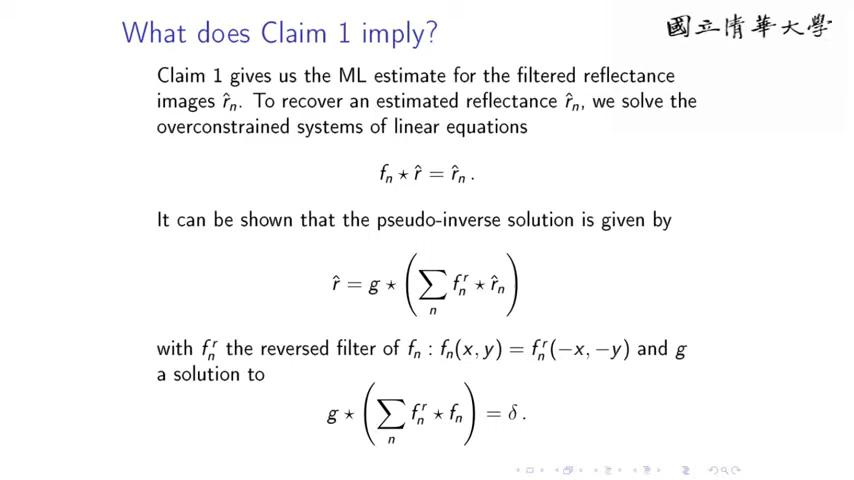 What does Claim 1 imply?
國立清華大學
Claim 1 gives us the ML estimate for the filtered reflectance
images r̂ₙ. To recover an estimated reflectance r̂ₙ, we solve the
overconstrained systems of linear equations
fₙ ⋆ r̂ = r̂ₙ .
It can be shown that the pseudo-inverse solution is given by
r̂ = g ⋆ (∑ₙ fₙʳ ⋆ r̂ₙ)
with fₙʳ the reversed filter of fₙ : fₙ(x, y) = fₙʳ(−x, −y) and g
a solution to
g ⋆ (∑ₙ fₙʳ ⋆ fₙ) = δ .